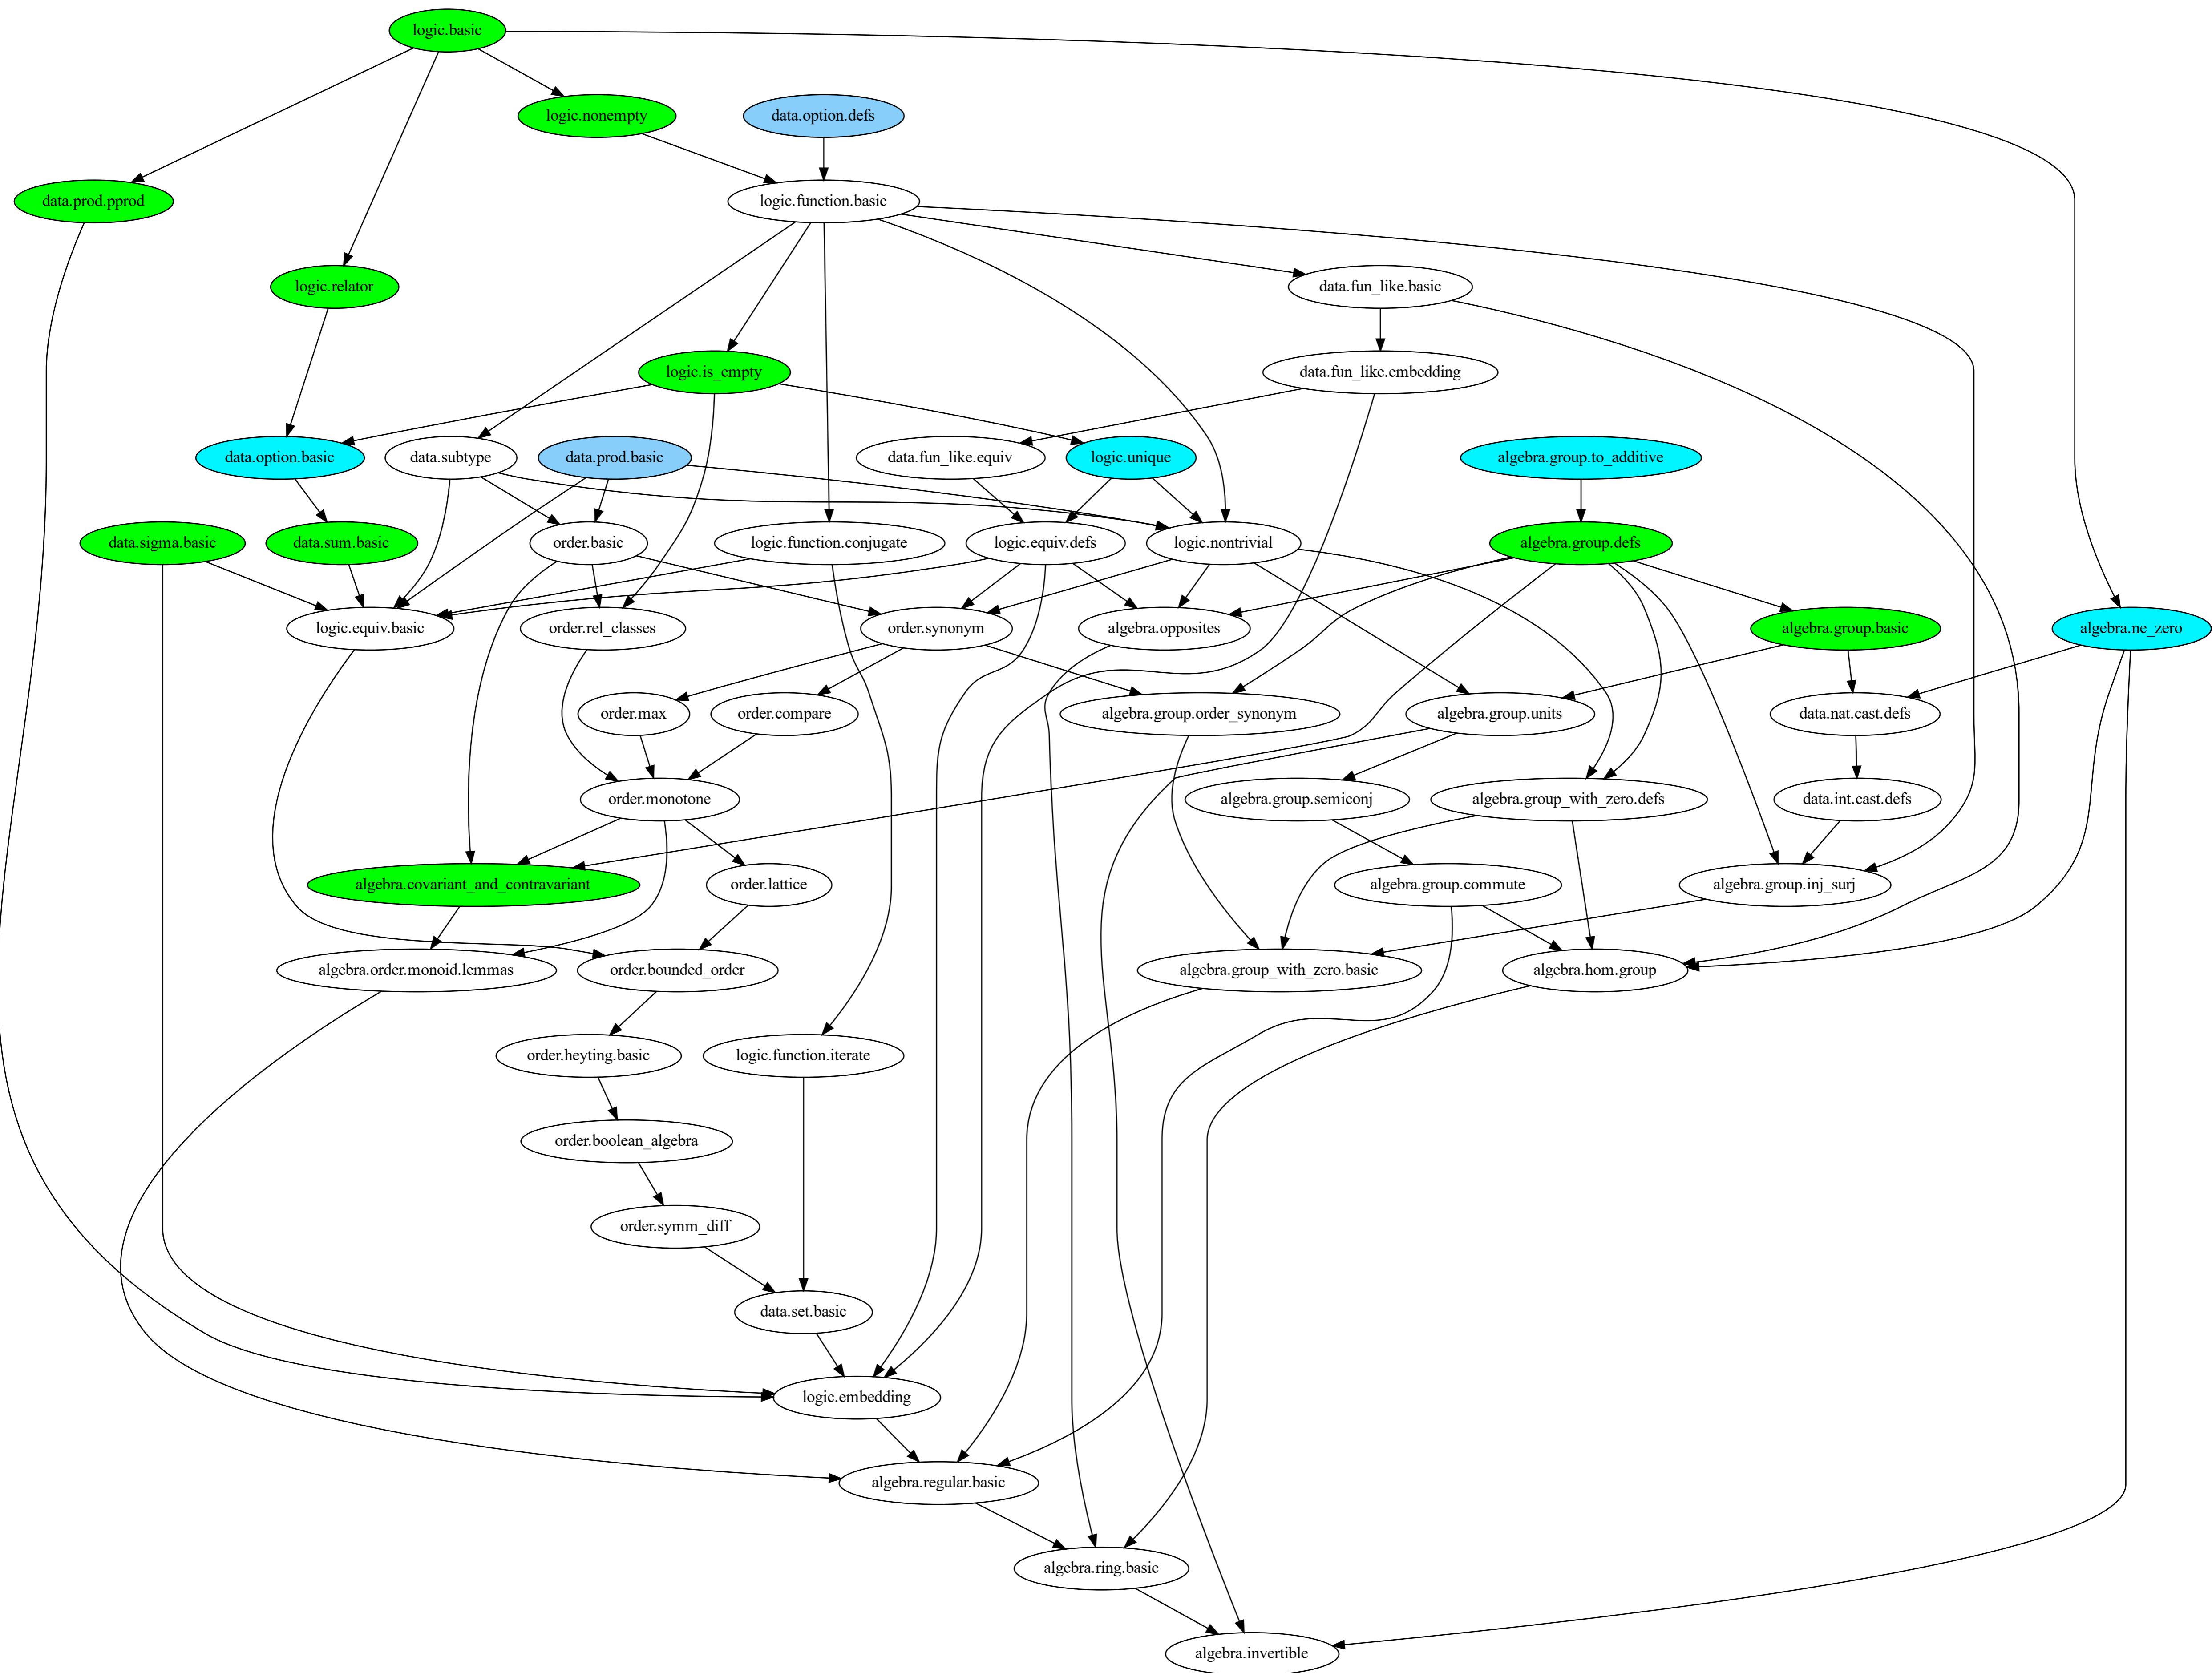 logic.basic
logic.nonempty
data.option.defs
data.prod.pprod
logic.function.basic
logic.relator
data.fun_like.basic
logic.is_empty
data.fun_like.embedding
data.option.basic
data.subtype
data.prod.basic
data.fun_like.equiv
logic.unique
algebra.group.to_additive
data.sigma.basic
data.sum.basic
order.basic
logic.function.conjugate
logic.equiv.defs
logic.nontrivial
algebra.group.defs
logic.equiv.basic
order.rel_classes
order.synonym
algebra.opposites
algebra.group.basic
algebra.ne_zero
order.max
order.compare
algebra.group.order_synonym
algebra.group.units
data.nat.cast.defs
order.monotone
algebra.group.semiconj
algebra.group_with_zero.defs
data.int.cast.defs
algebra.covariant_and_contravariant
order.lattice
algebra.group.commute
algebra.group.inj_surj
algebra.order.monoid.lemmas
order.bounded_order
algebra.group_with_zero.basic
algebra.hom.group
order.heyting.basic
logic.function.iterate
order.boolean_algebra
order.symm_diff
data.set.basic
logic.embedding
algebra.regular.basic
algebra.ring.basic
algebra.invertible